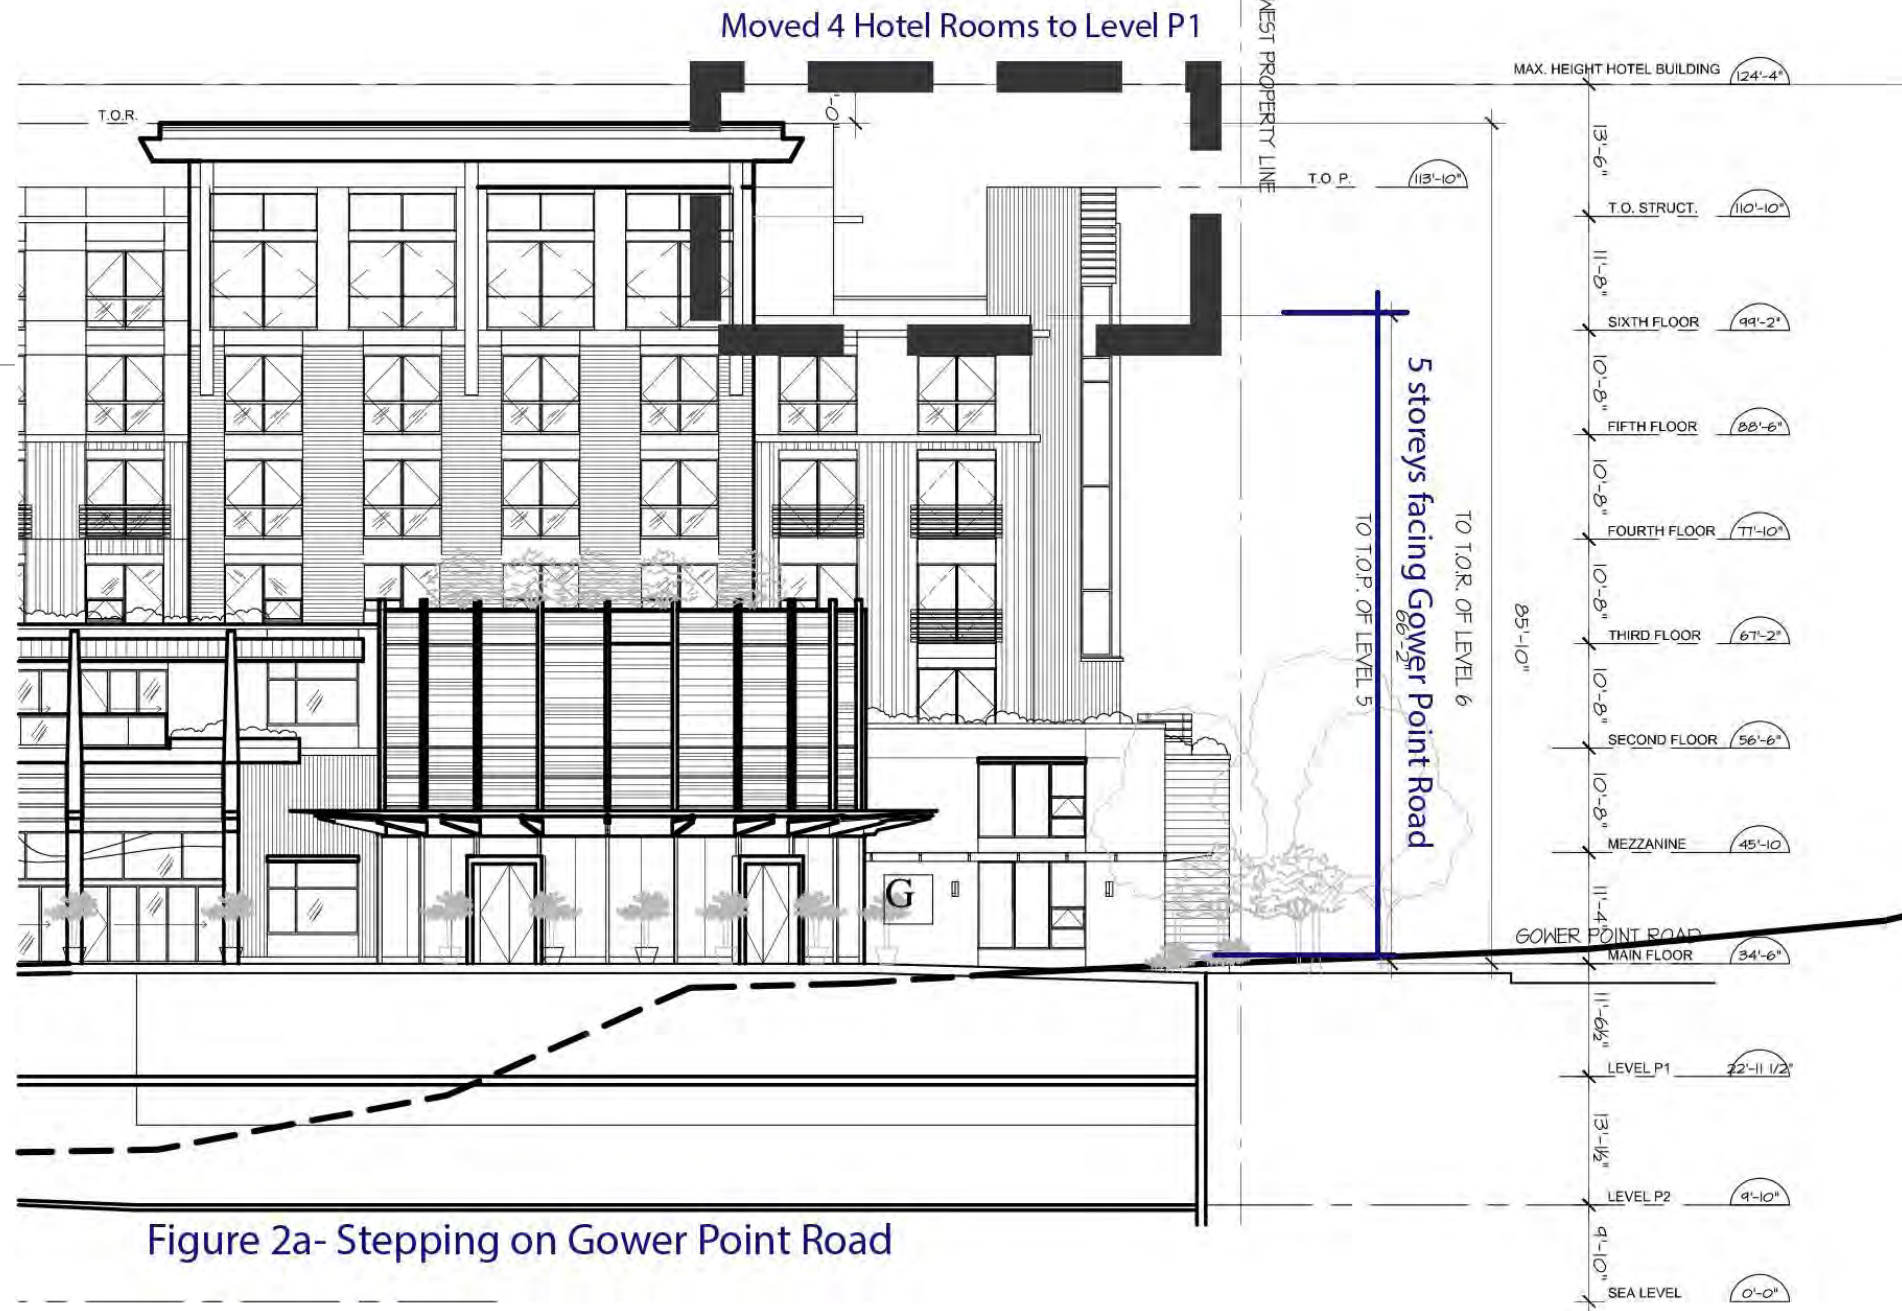 Moved 4 Hotel Rooms to Level P1
WEST PROPERTY LINE
MAX. HEIGHT HOTEL BUILDING 124'-4"
T.O.R.
13'-6"
T.O.P. 113'-10"
T.O. STRUCT. 110'-10"
11'-8"
SIXTH FLOOR 99'-2"
10'-8"
FIFTH FLOOR 88'-6"
10'-8"
FOURTH FLOOR 77'-10"
10'-8"
THIRD FLOOR 67'-2"
10'-8"
SECOND FLOOR 56'-6"
10'-8"
MEZZANINE 45'-10
11'-4"
GOWER POINT ROAD
MAIN FLOOR 34'-6"
11'-6½"
LEVEL P1 22'-11 1/2"
13'-1½"
LEVEL P2 9'-10"
9'-10"
SEA LEVEL 0'-0"
5 storeys facing Gower Point Road
TO T.O.P. OF LEVEL 5
66'-2"
TO T.O.R. OF LEVEL 6
85'-10"
G
Figure 2a- Stepping on Gower Point Road